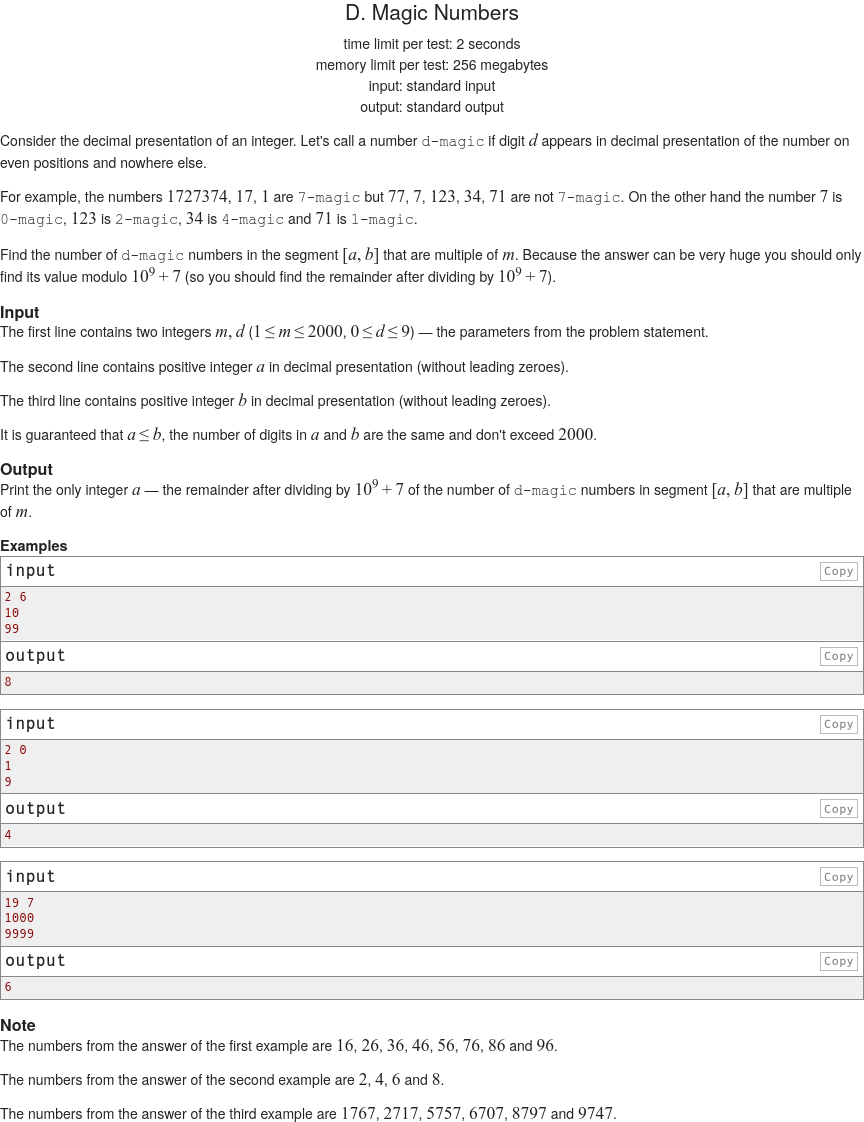 D. Magic Numbers
time limit per test: 2 seconds
memory limit per test: 256 megabytes
input: standard input
output: standard output
Consider the decimal presentation of an integer. Let's call a number d-magic if digit d appears in decimal presentation of the number on
even positions and nowhere else.
For example, the numbers 1727374, 17, 1 are 7-magic but 77, 7, 123, 34, 71 are not 7-magic. On the other hand the number 7 is
0-magic, 123 is 2-magic, 34 is 4-magic and 71 is 1-magic.
Find the number of d-magic numbers in the segment [a, b] that are multiple of m. Because the answer can be very huge you should only
find its value modulo 10⁹ + 7 (so you should find the remainder after dividing by 10⁹ + 7).
Input
The first line contains two integers m, d (1 ≤ m ≤ 2000, 0 ≤ d ≤ 9) — the parameters from the problem statement.
The second line contains positive integer a in decimal presentation (without leading zeroes).
The third line contains positive integer b in decimal presentation (without leading zeroes).
It is guaranteed that a ≤ b, the number of digits in a and b are the same and don't exceed 2000.
Output
Print the only integer a — the remainder after dividing by 10⁹ + 7 of the number of d-magic numbers in segment [a, b] that are multiple
of m.
Examples
input Copy
2 6
10
99
output Copy
8
input Copy
2 0
1
9
output Copy
4
input Copy
19 7
1000
9999
output Copy
6
Note
The numbers from the answer of the first example are 16, 26, 36, 46, 56, 76, 86 and 96.
The numbers from the answer of the second example are 2, 4, 6 and 8.
The numbers from the answer of the third example are 1767, 2717, 5757, 6707, 8797 and 9747.